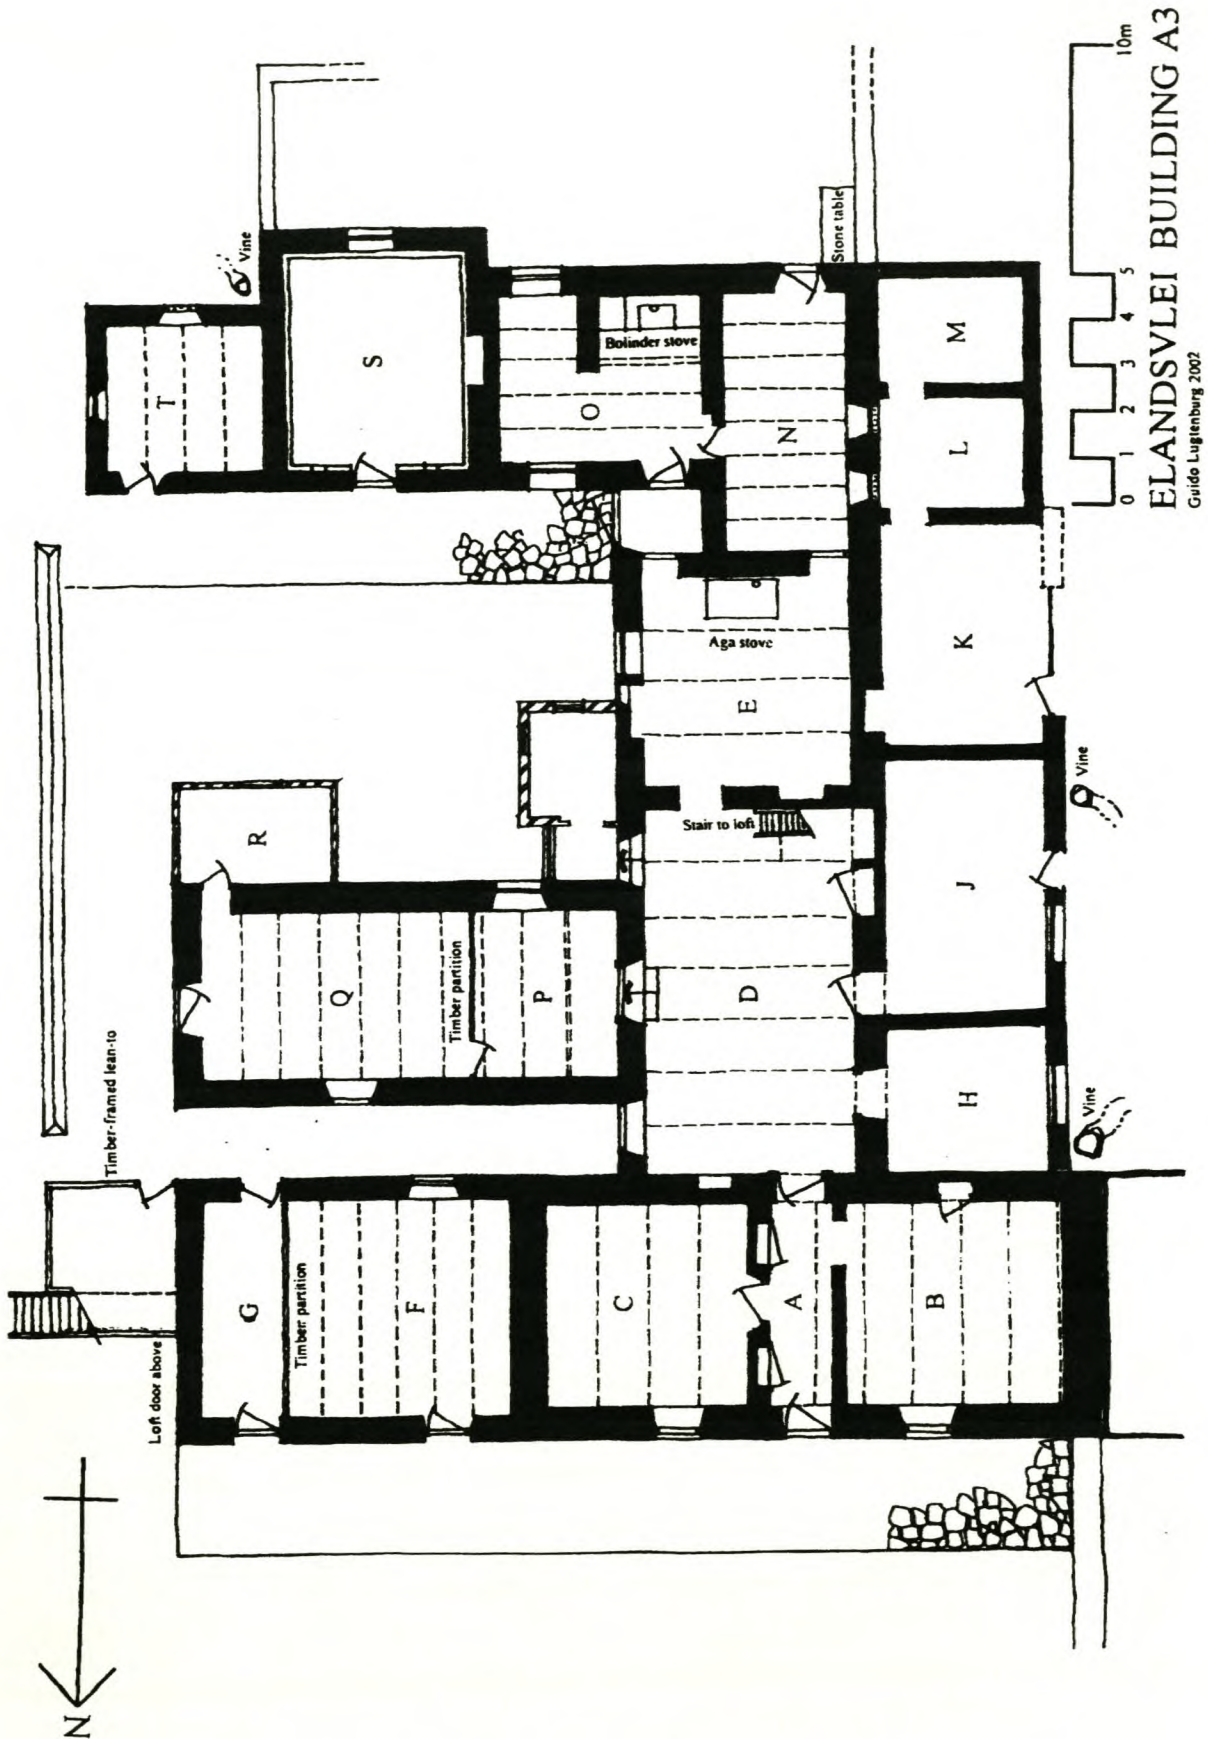 N
Loft door above
Timber-framed lean-to
Vine
T
S
G
Timber partition
F
Q
Timber partition
P
R
O
Bolinder stove
Stone table
C
A
B
D
Stair to loft
E
Aga stove
N
H
J
K
L
M
Vine
Vine
0 1 2 3 4 5 10m
ELANDSVLEI BUILDING A3
Guido Lugtenburg 2002